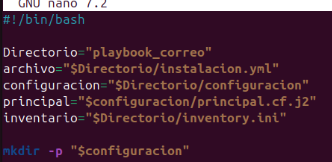 GNU nano 7.2
#!/bin/bash
Directorio="playbook_correo"
archivo="$Directorio/instalacion.yml"
configuracion="$Directorio/configuracion"
principal="$configuracion/principal.cf.j2"
inventario="$Directorio/inventory.ini"
mkdir -p "$configuracion"